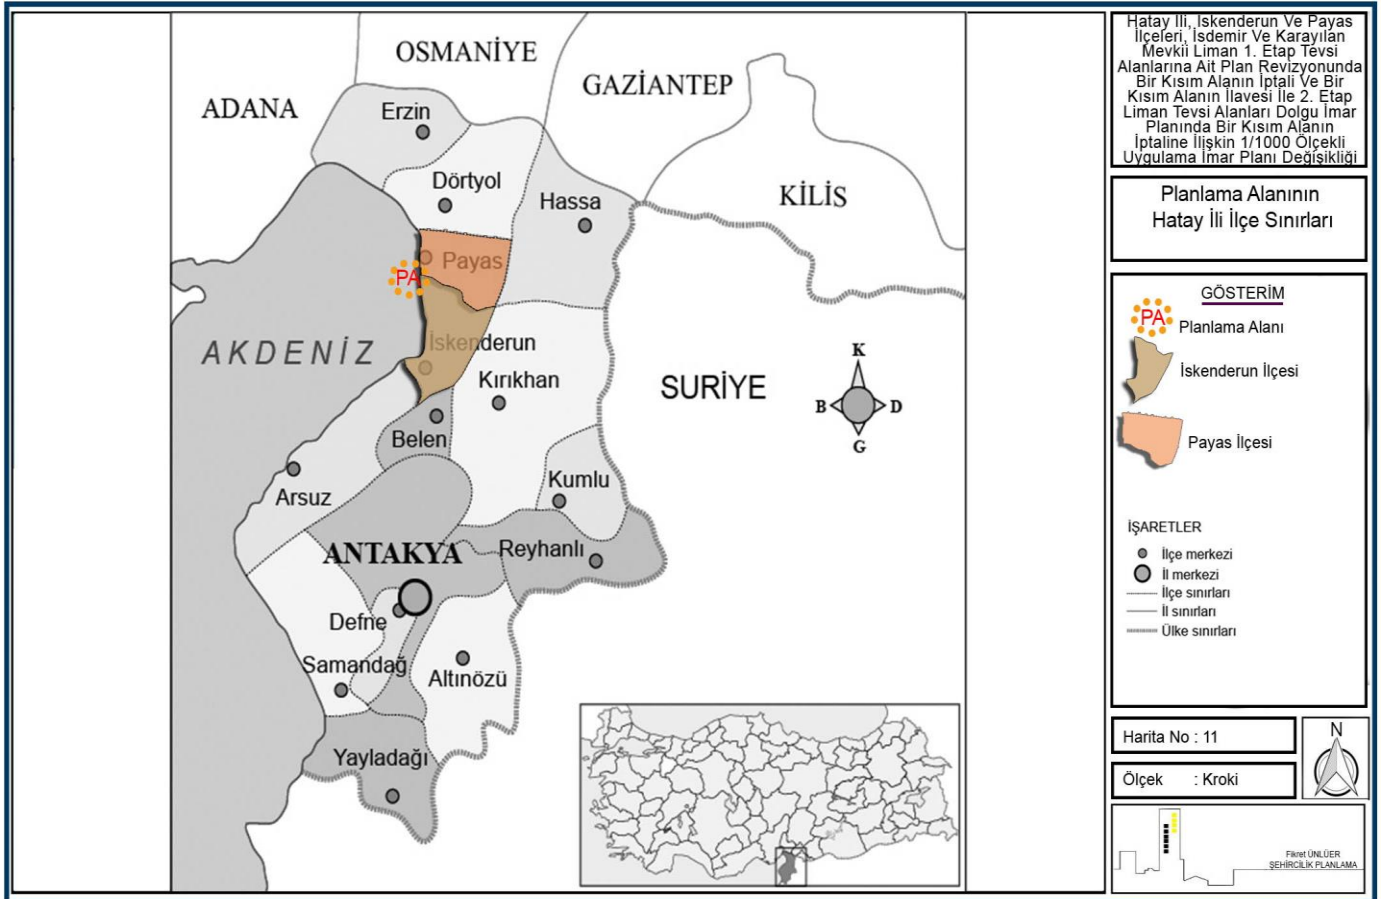 OSMANİYE
GAZİANTEP
ADANA
KİLİS
Erzin
Dörtyol
Hassa
Payas
PA
İskenderun
AKDENİZ
Kırıkhan
SURİYE
K
B
D
G
Belen
Arsuz
Kumlu
ANTAKYA
Reyhanlı
Defne
Samandağ
Altınözü
Yayladağı
Hatay İli, İskenderun Ve Payas
İlçeleri, İsdemir Ve Karayılan
Mevkii Liman 1. Etap Tevsi
Alanlarına Ait Plan Revizyonunda
Bir Kısım Alanın İptali Ve Bir
Kısım Alanın İlavesi İle 2. Etap
Liman Tevsi Alanları Dolgu İmar
Planında Bir Kısım Alanın
İptaline İlişkin 1/1000 Ölçekli
Uygulama İmar Planı Değişikliği
Planlama Alanının
Hatay İli İlçe Sınırları
GÖSTERİM
PA Planlama Alanı
İskenderun İlçesi
Payas İlçesi
İŞARETLER
İlçe merkezi
İl merkezi
İlçe sınırları
İl sınırları
Ülke sınırları
Harita No : 11
Ölçek : Kroki
N
Fikret ÜNLÜER
ŞEHİRCİLİK PLANLAMA